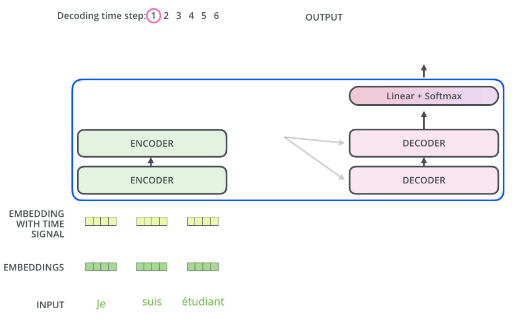 Decoding time step: 1 2 3 4 5 6
OUTPUT
Linear + Softmax
ENCODER
DECODER
ENCODER
DECODER
EMBEDDING
WITH TIME
SIGNAL
EMBEDDINGS
INPUT
Je suis étudiant